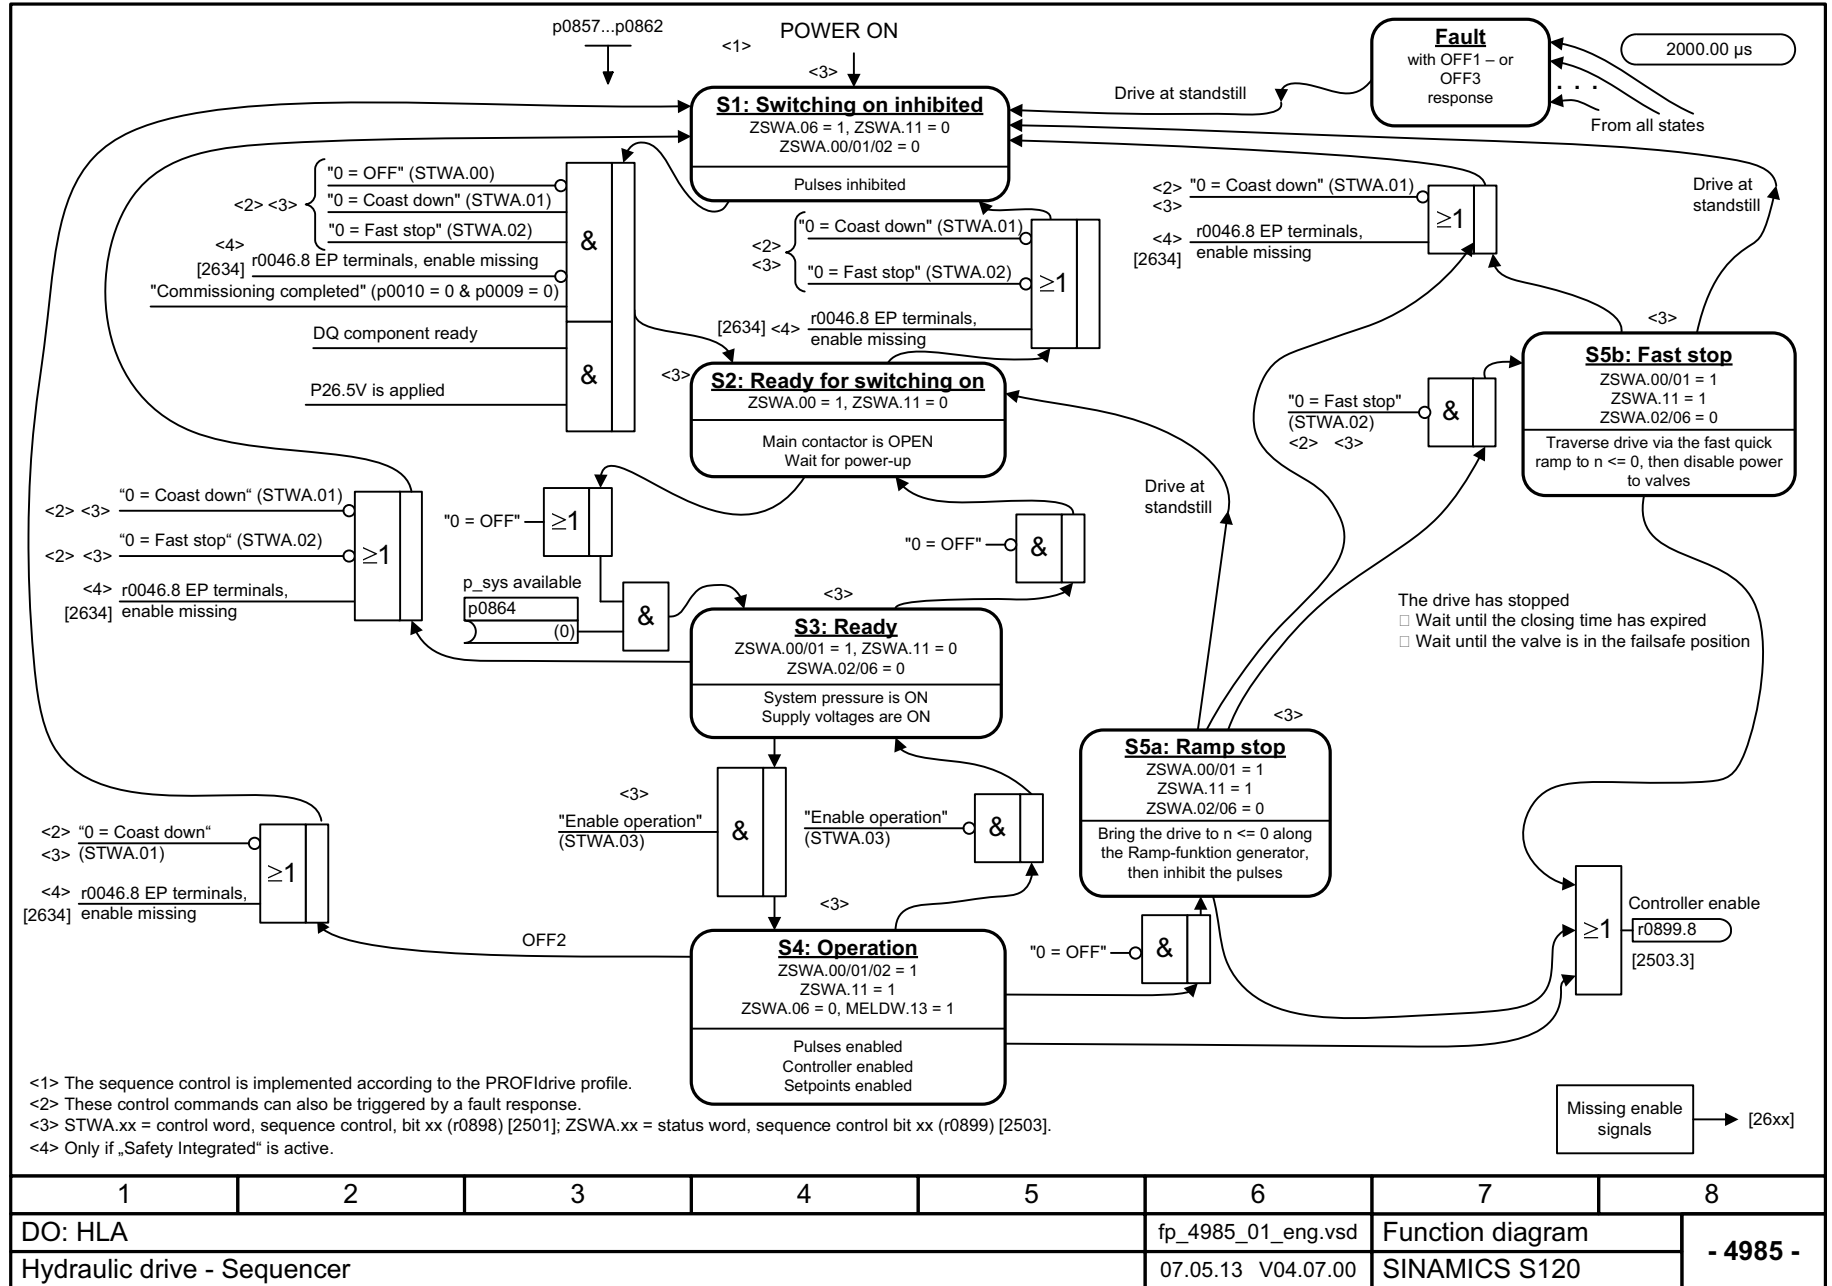 p0857...p0862
<1>
POWER ON
<3>
S1: Switching on inhibited
ZSWA.06 = 1, ZSWA.11 = 0
ZSWA.00/01/02 = 0
Pulses inhibited
Drive at standstill
Fault
with OFF1 – or
OFF3
response
. . .
From all states
2000.00 µs
<2> <3>
"0 = OFF" (STWA.00)
"0 = Coast down" (STWA.01)
"0 = Fast stop" (STWA.02)
<4>
[2634] r0046.8 EP terminals, enable missing
"Commissioning completed" (p0010 = 0 & p0009 = 0)
&
DQ component ready
P26.5V is applied
&
<2>
<3>
"0 = Coast down" (STWA.01)
"0 = Fast stop" (STWA.02)
[2634] <4> r0046.8 EP terminals,
enable missing
≥1
<2> "0 = Coast down" (STWA.01)
<3>
<4> r0046.8 EP terminals,
[2634] enable missing
≥1
Drive at
standstill
<3>
S2: Ready for switching on
ZSWA.00 = 1, ZSWA.11 = 0
Main contactor is OPEN
Wait for power-up
<3>
S5b: Fast stop
ZSWA.00/01 = 1
ZSWA.11 = 1
ZSWA.02/06 = 0
Traverse drive via the fast quick
ramp to n <= 0, then disable power
to valves
"0 = Fast stop"
(STWA.02)
<2> <3>
&
<2> <3> “0 = Coast down“ (STWA.01)
<2> <3> “0 = Fast stop“ (STWA.02)
<4> r0046.8 EP terminals,
[2634] enable missing
≥1
"0 = OFF"
≥1
"0 = OFF"
&
Drive at
standstill
p_sys available
p0864
(0)
&
<3>
S3: Ready
ZSWA.00/01 = 1, ZSWA.11 = 0
ZSWA.02/06 = 0
System pressure is ON
Supply voltages are ON
The drive has stopped
□ Wait until the closing time has expired
□ Wait until the valve is in the failsafe position
<3>
S5a: Ramp stop
ZSWA.00/01 = 1
ZSWA.11 = 1
ZSWA.02/06 = 0
Bring the drive to n <= 0 along
the Ramp-funktion generator,
then inhibit the pulses
<3>
"Enable operation"
(STWA.03)
&
"Enable operation"
(STWA.03)
&
<2> “0 = Coast down“
<3> (STWA.01)
<4> r0046.8 EP terminals,
[2634] enable missing
≥1
OFF2
<3>
S4: Operation
ZSWA.00/01/02 = 1
ZSWA.11 = 1
ZSWA.06 = 0, MELDW.13 = 1
Pulses enabled
Controller enabled
Setpoints enabled
"0 = OFF"
&
≥1
Controller enable
r0899.8
[2503.3]
<1> The sequence control is implemented according to the PROFIdrive profile.
<2> These control commands can also be triggered by a fault response.
<3> STWA.xx = control word, sequence control, bit xx (r0898) [2501]; ZSWA.xx = status word, sequence control bit xx (r0899) [2503].
<4> Only if „Safety Integrated“ is active.
Missing enable
signals
[26xx]
1 2 3 4 5 6 7 8
DO: HLA
fp_4985_01_eng.vsd
Function diagram
- 4985 -
Hydraulic drive - Sequencer
07.05.13 V04.07.00
SINAMICS S120